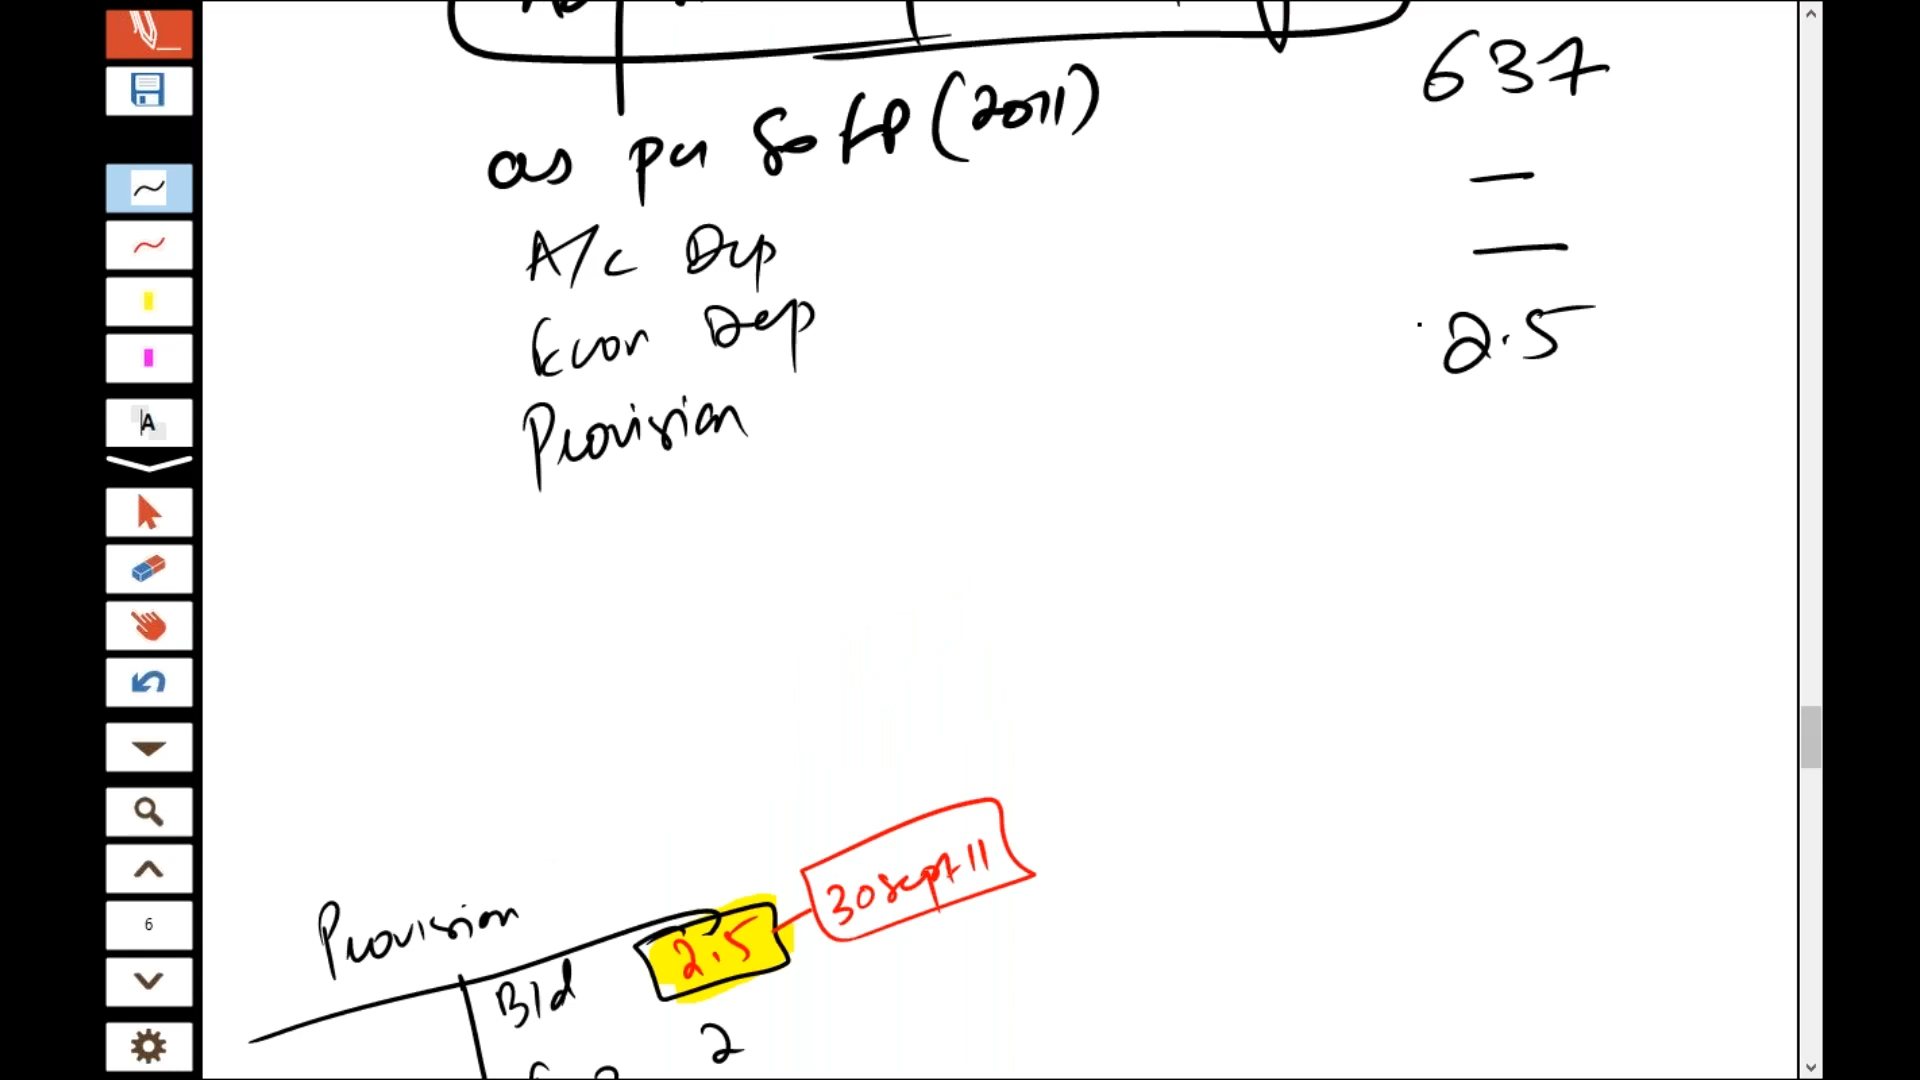 637
as per SoFP (2011) —
A/c Dep —
Econ Dep 2.5
Provision
30 Sept 11
Provision
B/d 2.5
2
A
6